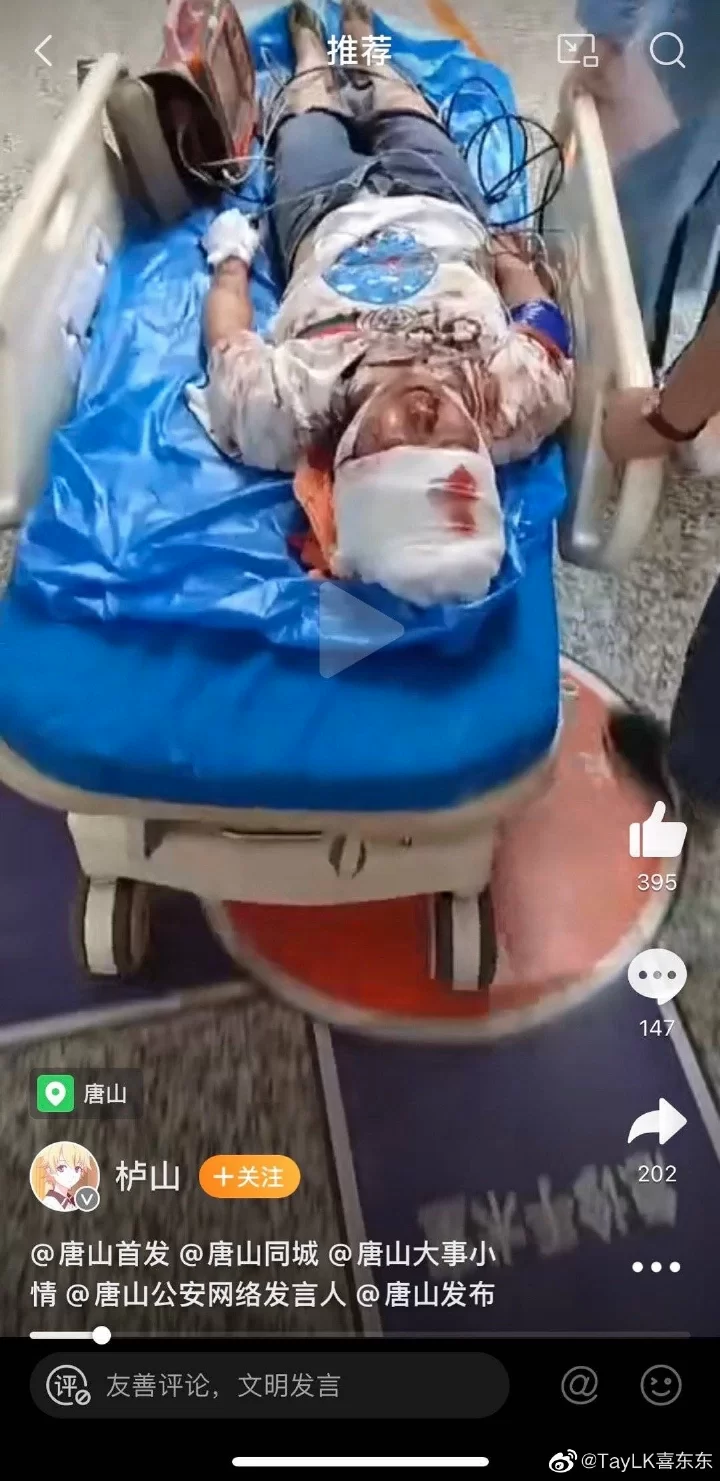 推荐
395
147
202
唐山
栌山
+关注
@唐山首发 @唐山同城 @唐山大事小
情 @唐山公安网络发言人 @唐山发布
评 友善评论，文明发言
@TayLK喜东东